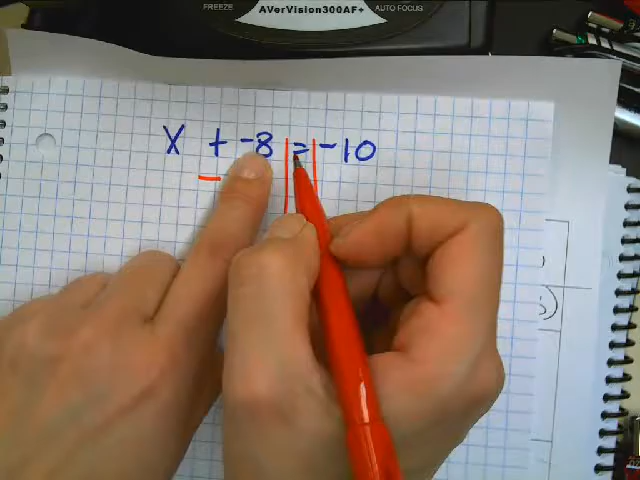 FREEZE AVerVision300AF+ AUTO FOCUS
X + -8 = -10